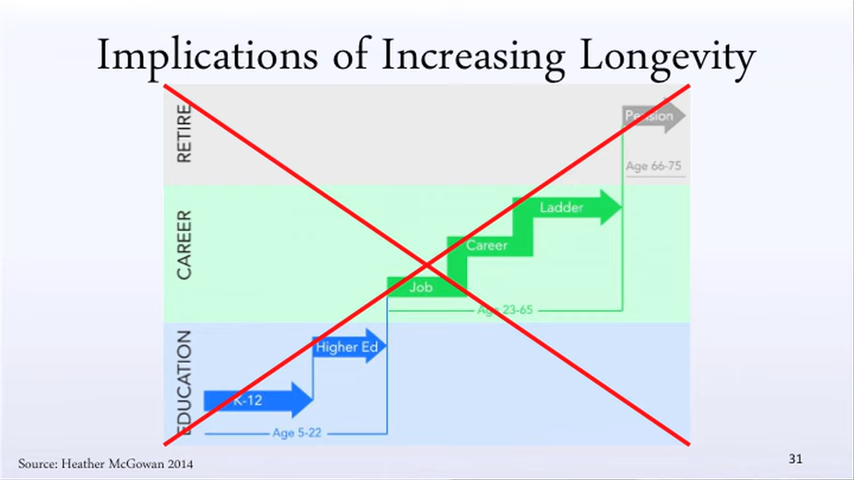 Implications of Increasing Longevity
RETIRE
Pension
Age 66-75
CAREER
Ladder
Career
Job
Age 23-65
EDUCATION
Higher Ed
K-12
Age 5-22
Source: Heather McGowan 2014
31